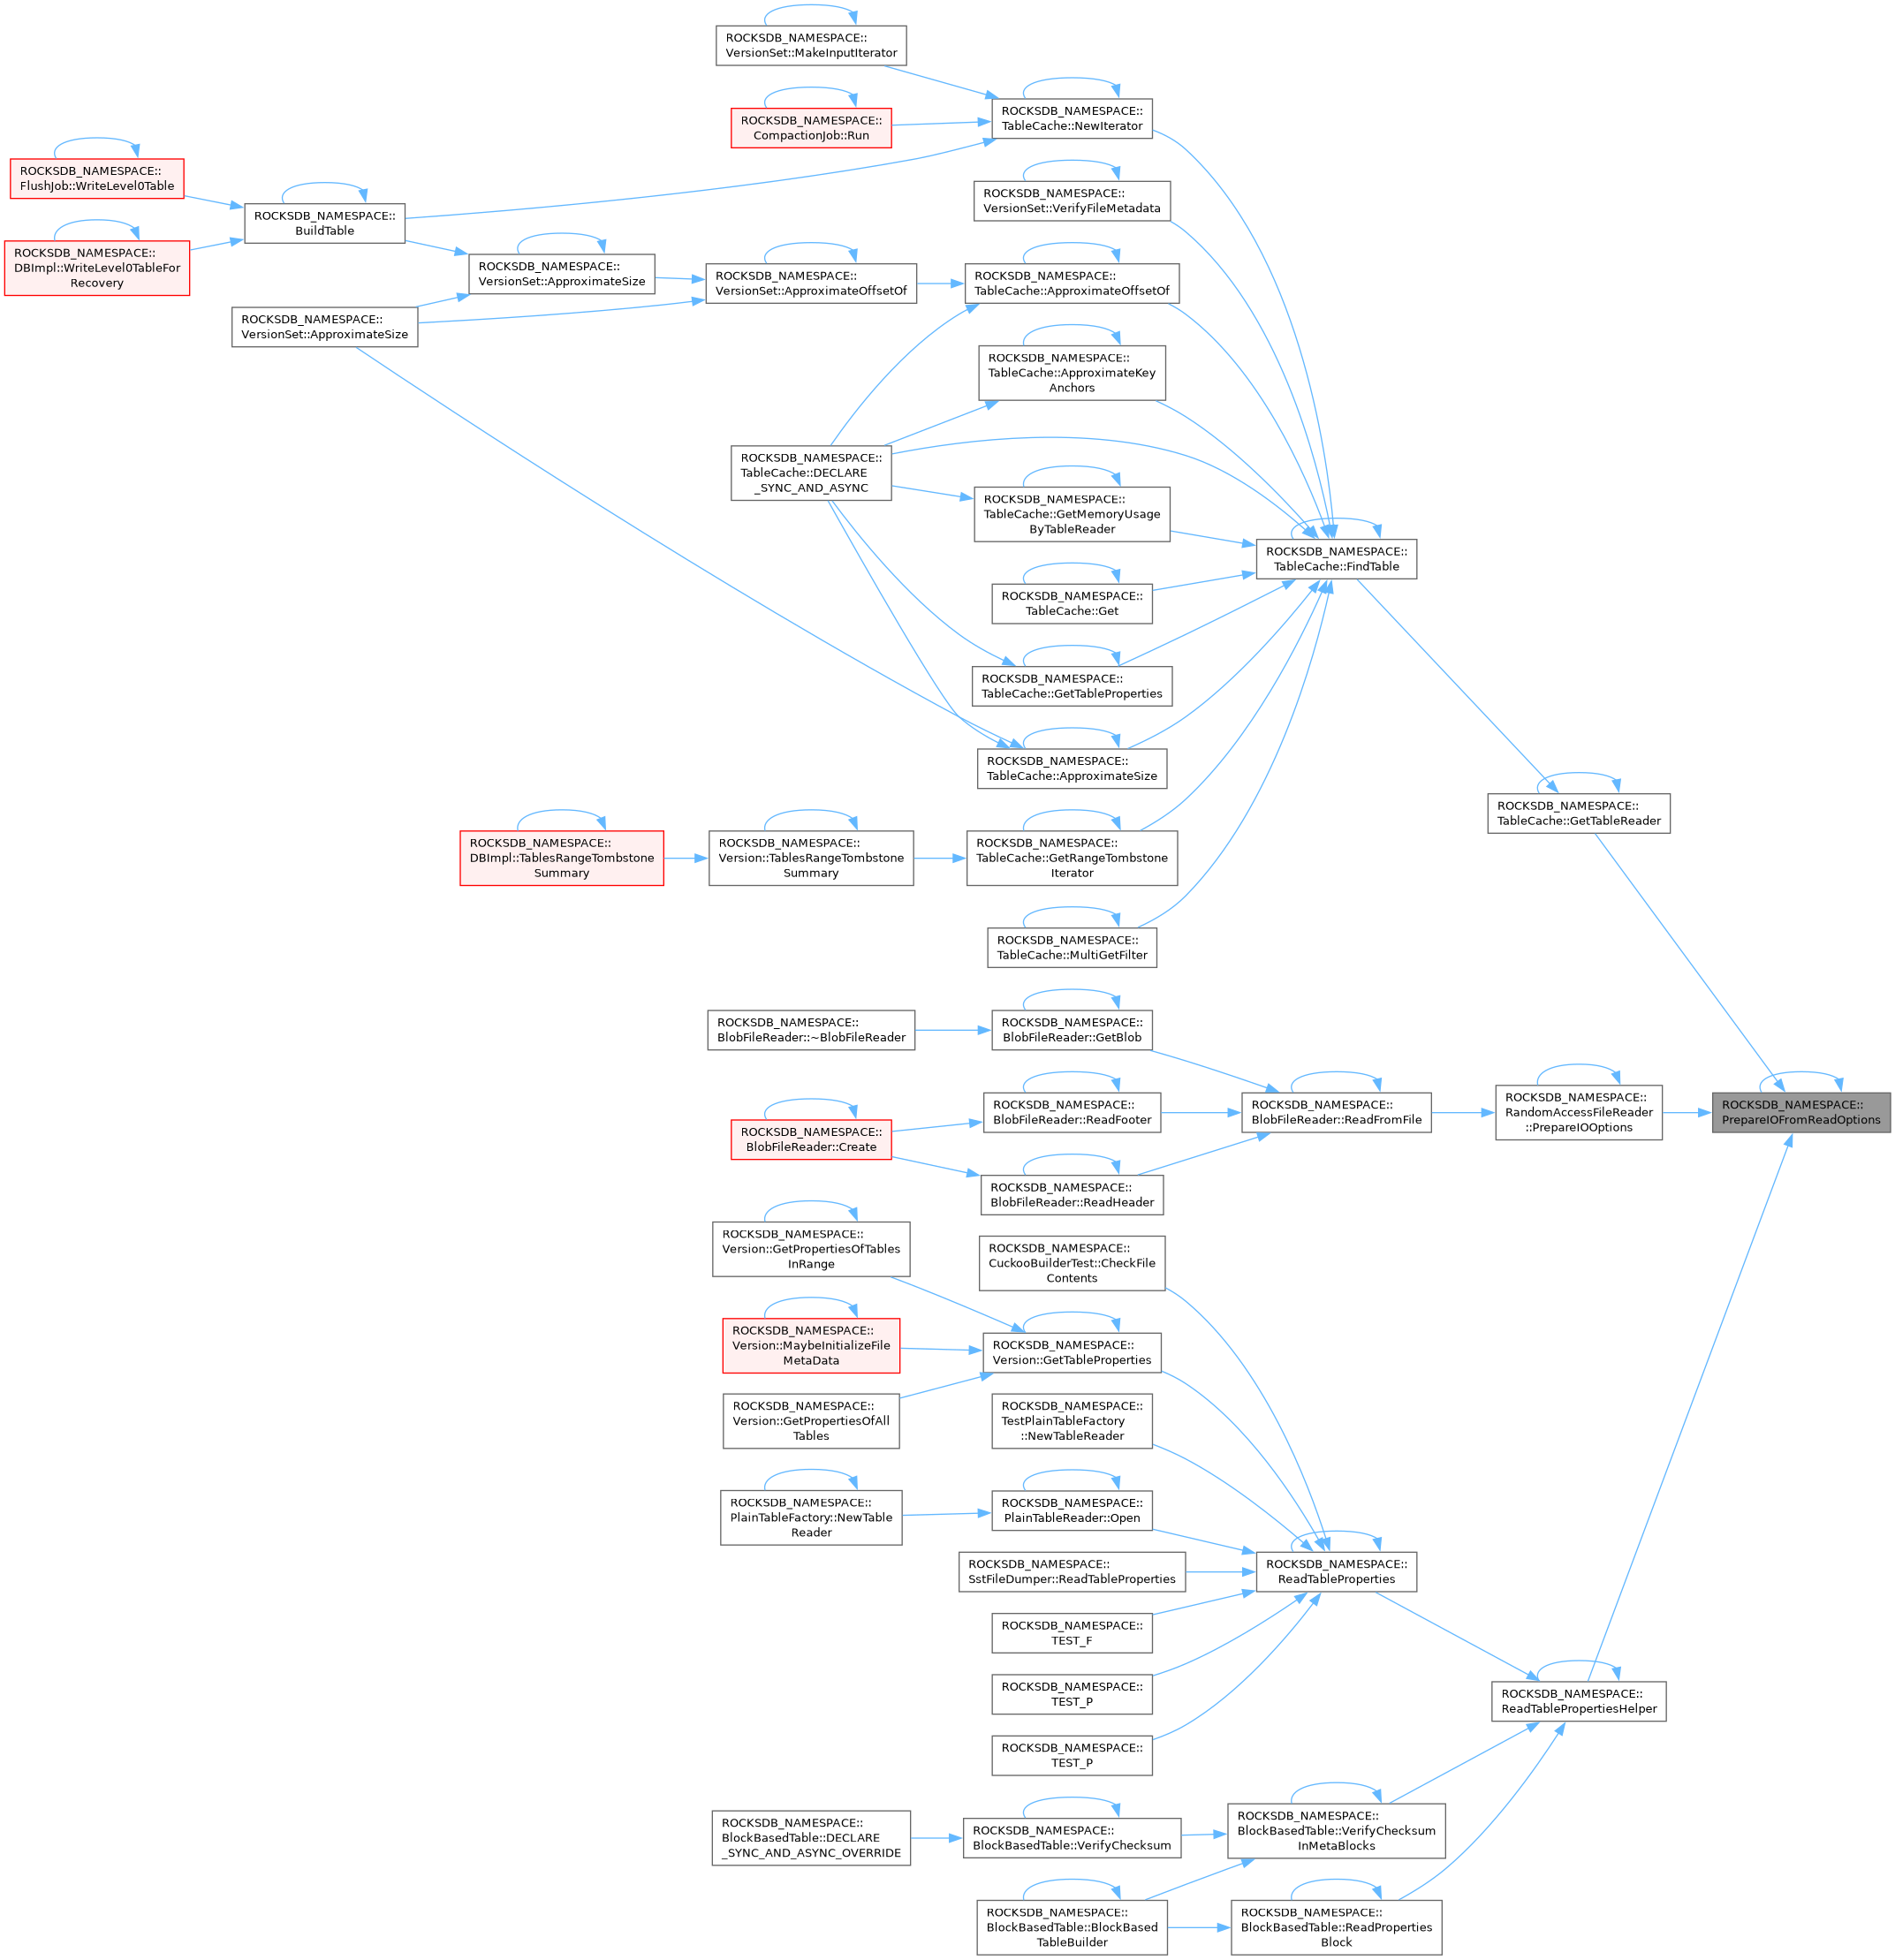 ROCKSDB_NAMESPACE::
VersionSet::MakeInputIterator
ROCKSDB_NAMESPACE::
TableCache::NewIterator
ROCKSDB_NAMESPACE::
CompactionJob::Run
ROCKSDB_NAMESPACE::
FlushJob::WriteLevel0Table
ROCKSDB_NAMESPACE::
VersionSet::VerifyFileMetadata
ROCKSDB_NAMESPACE::
BuildTable
ROCKSDB_NAMESPACE::
DBImpl::WriteLevel0TableFor
Recovery
ROCKSDB_NAMESPACE::
VersionSet::ApproximateSize
ROCKSDB_NAMESPACE::
VersionSet::ApproximateOffsetOf
ROCKSDB_NAMESPACE::
TableCache::ApproximateOffsetOf
ROCKSDB_NAMESPACE::
VersionSet::ApproximateSize
ROCKSDB_NAMESPACE::
TableCache::ApproximateKey
Anchors
ROCKSDB_NAMESPACE::
TableCache::DECLARE
_SYNC_AND_ASYNC
ROCKSDB_NAMESPACE::
TableCache::GetMemoryUsage
ByTableReader
ROCKSDB_NAMESPACE::
TableCache::FindTable
ROCKSDB_NAMESPACE::
TableCache::Get
ROCKSDB_NAMESPACE::
TableCache::GetTableProperties
ROCKSDB_NAMESPACE::
TableCache::ApproximateSize
ROCKSDB_NAMESPACE::
TableCache::GetTableReader
ROCKSDB_NAMESPACE::
DBImpl::TablesRangeTombstone
Summary
ROCKSDB_NAMESPACE::
Version::TablesRangeTombstone
Summary
ROCKSDB_NAMESPACE::
TableCache::GetRangeTombstone
Iterator
ROCKSDB_NAMESPACE::
TableCache::MultiGetFilter
ROCKSDB_NAMESPACE::
BlobFileReader::~BlobFileReader
ROCKSDB_NAMESPACE::
BlobFileReader::GetBlob
ROCKSDB_NAMESPACE::
BlobFileReader::ReadFooter
ROCKSDB_NAMESPACE::
BlobFileReader::ReadFromFile
ROCKSDB_NAMESPACE::
RandomAccessFileReader
::PrepareIOOptions
ROCKSDB_NAMESPACE::
PrepareIOFromReadOptions
ROCKSDB_NAMESPACE::
BlobFileReader::Create
ROCKSDB_NAMESPACE::
BlobFileReader::ReadHeader
ROCKSDB_NAMESPACE::
Version::GetPropertiesOfTables
InRange
ROCKSDB_NAMESPACE::
CuckooBuilderTest::CheckFile
Contents
ROCKSDB_NAMESPACE::
Version::MaybeInitializeFile
MetaData
ROCKSDB_NAMESPACE::
Version::GetTableProperties
ROCKSDB_NAMESPACE::
Version::GetPropertiesOfAll
Tables
ROCKSDB_NAMESPACE::
TestPlainTableFactory
::NewTableReader
ROCKSDB_NAMESPACE::
PlainTableFactory::NewTable
Reader
ROCKSDB_NAMESPACE::
PlainTableReader::Open
ROCKSDB_NAMESPACE::
SstFileDumper::ReadTableProperties
ROCKSDB_NAMESPACE::
ReadTableProperties
ROCKSDB_NAMESPACE::
TEST_F
ROCKSDB_NAMESPACE::
TEST_P
ROCKSDB_NAMESPACE::
ReadTablePropertiesHelper
ROCKSDB_NAMESPACE::
TEST_P
ROCKSDB_NAMESPACE::
BlockBasedTable::DECLARE
_SYNC_AND_ASYNC_OVERRIDE
ROCKSDB_NAMESPACE::
BlockBasedTable::VerifyChecksum
ROCKSDB_NAMESPACE::
BlockBasedTable::VerifyChecksum
InMetaBlocks
ROCKSDB_NAMESPACE::
BlockBasedTable::BlockBased
TableBuilder
ROCKSDB_NAMESPACE::
BlockBasedTable::ReadProperties
Block